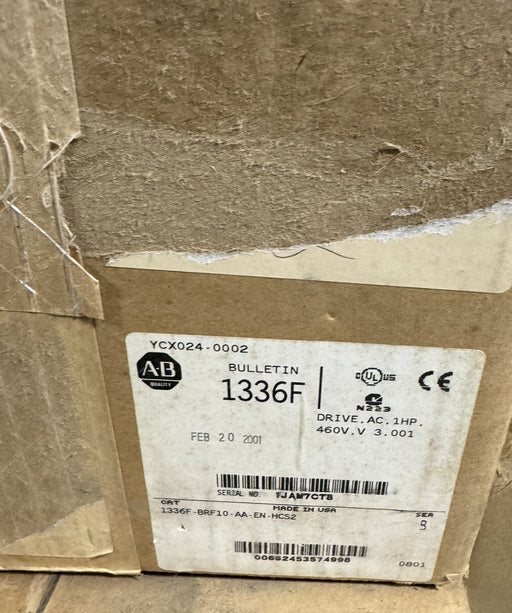 YCX024-0002
A-B
QUALITY
BULLETIN
1336F
c UL us
CE
N223
DRIVE,AC,1HP,
460V,V 3.001
FEB 20 2001
SERIAL NO. 1JAM7CT8
CAT MADE IN USA SER
1336F-BRF10-AA-EN-HCS2 B
00662453574998
0801